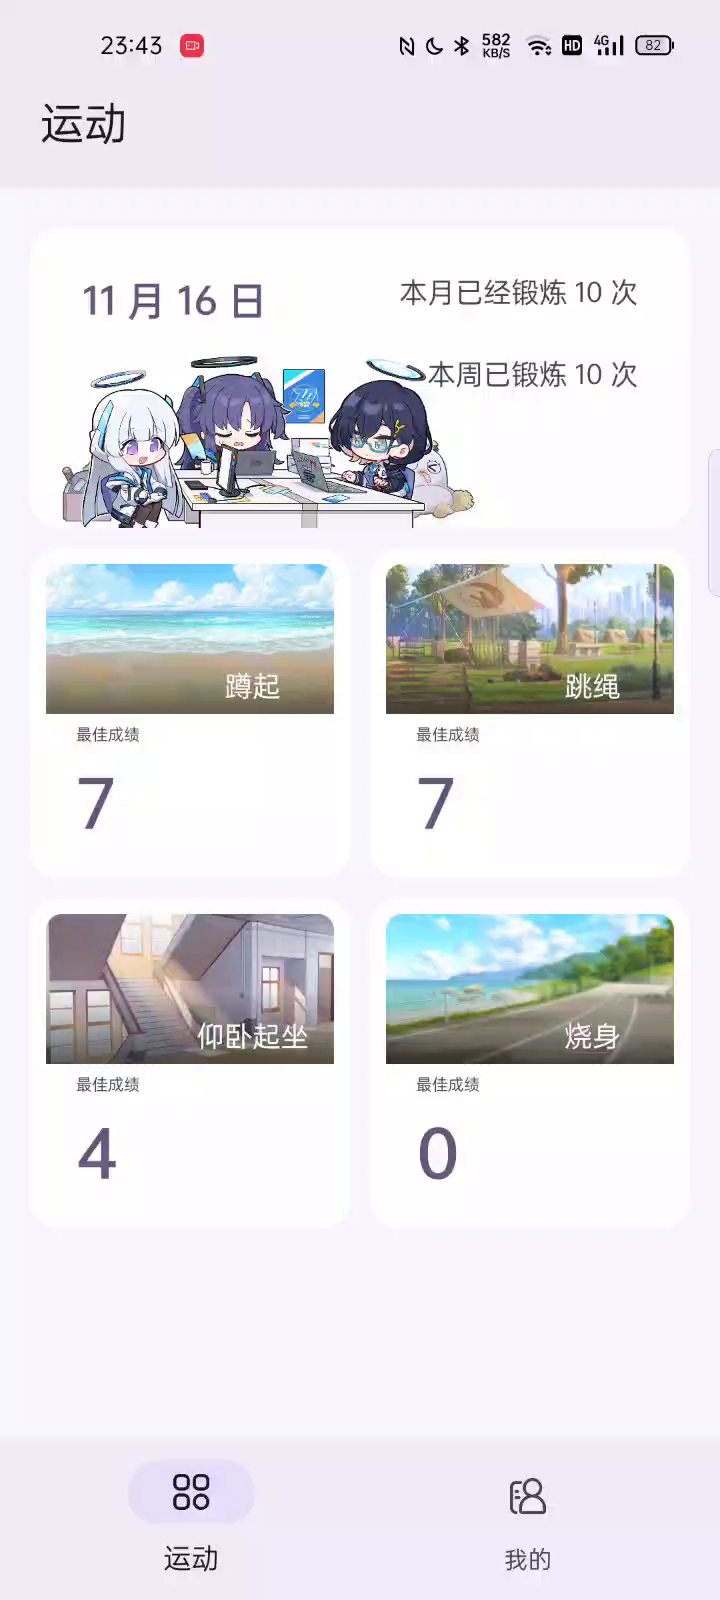 23:43
582 KB/S
HD
4G
82
运动
11 月 16 日
本月已经锻炼 10 次
本周已锻炼 10 次
蹲起
跳绳
最佳成绩
最佳成绩
7
7
仰卧起坐
烧身
最佳成绩
最佳成绩
4
0
运动
我的